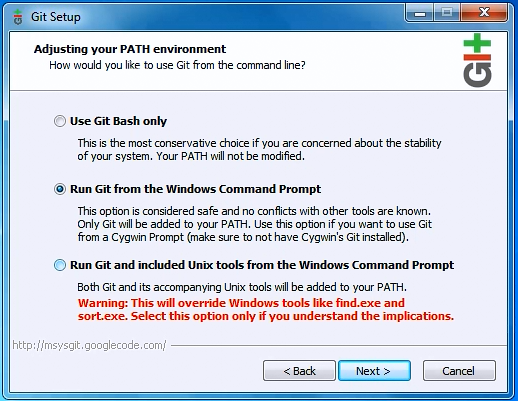 Git Setup
Adjusting your PATH environment
How would you like to use Git from the command line?
Git
Use Git Bash only
This is the most conservative choice if you are concerned about the stability
of your system. Your PATH will not be modified.
Run Git from the Windows Command Prompt
This option is considered safe and no conflicts with other tools are known.
Only Git will be added to your PATH. Use this option if you want to use Git
from a Cygwin Prompt (make sure to not have Cygwin's Git installed).
Run Git and included Unix tools from the Windows Command Prompt
Both Git and its accompanying Unix tools will be added to your PATH.
Warning: This will override Windows tools like find.exe and
sort.exe. Select this option only if you understand the implications.
http://msysgit.googlecode.com/
< Back
Next >
Cancel